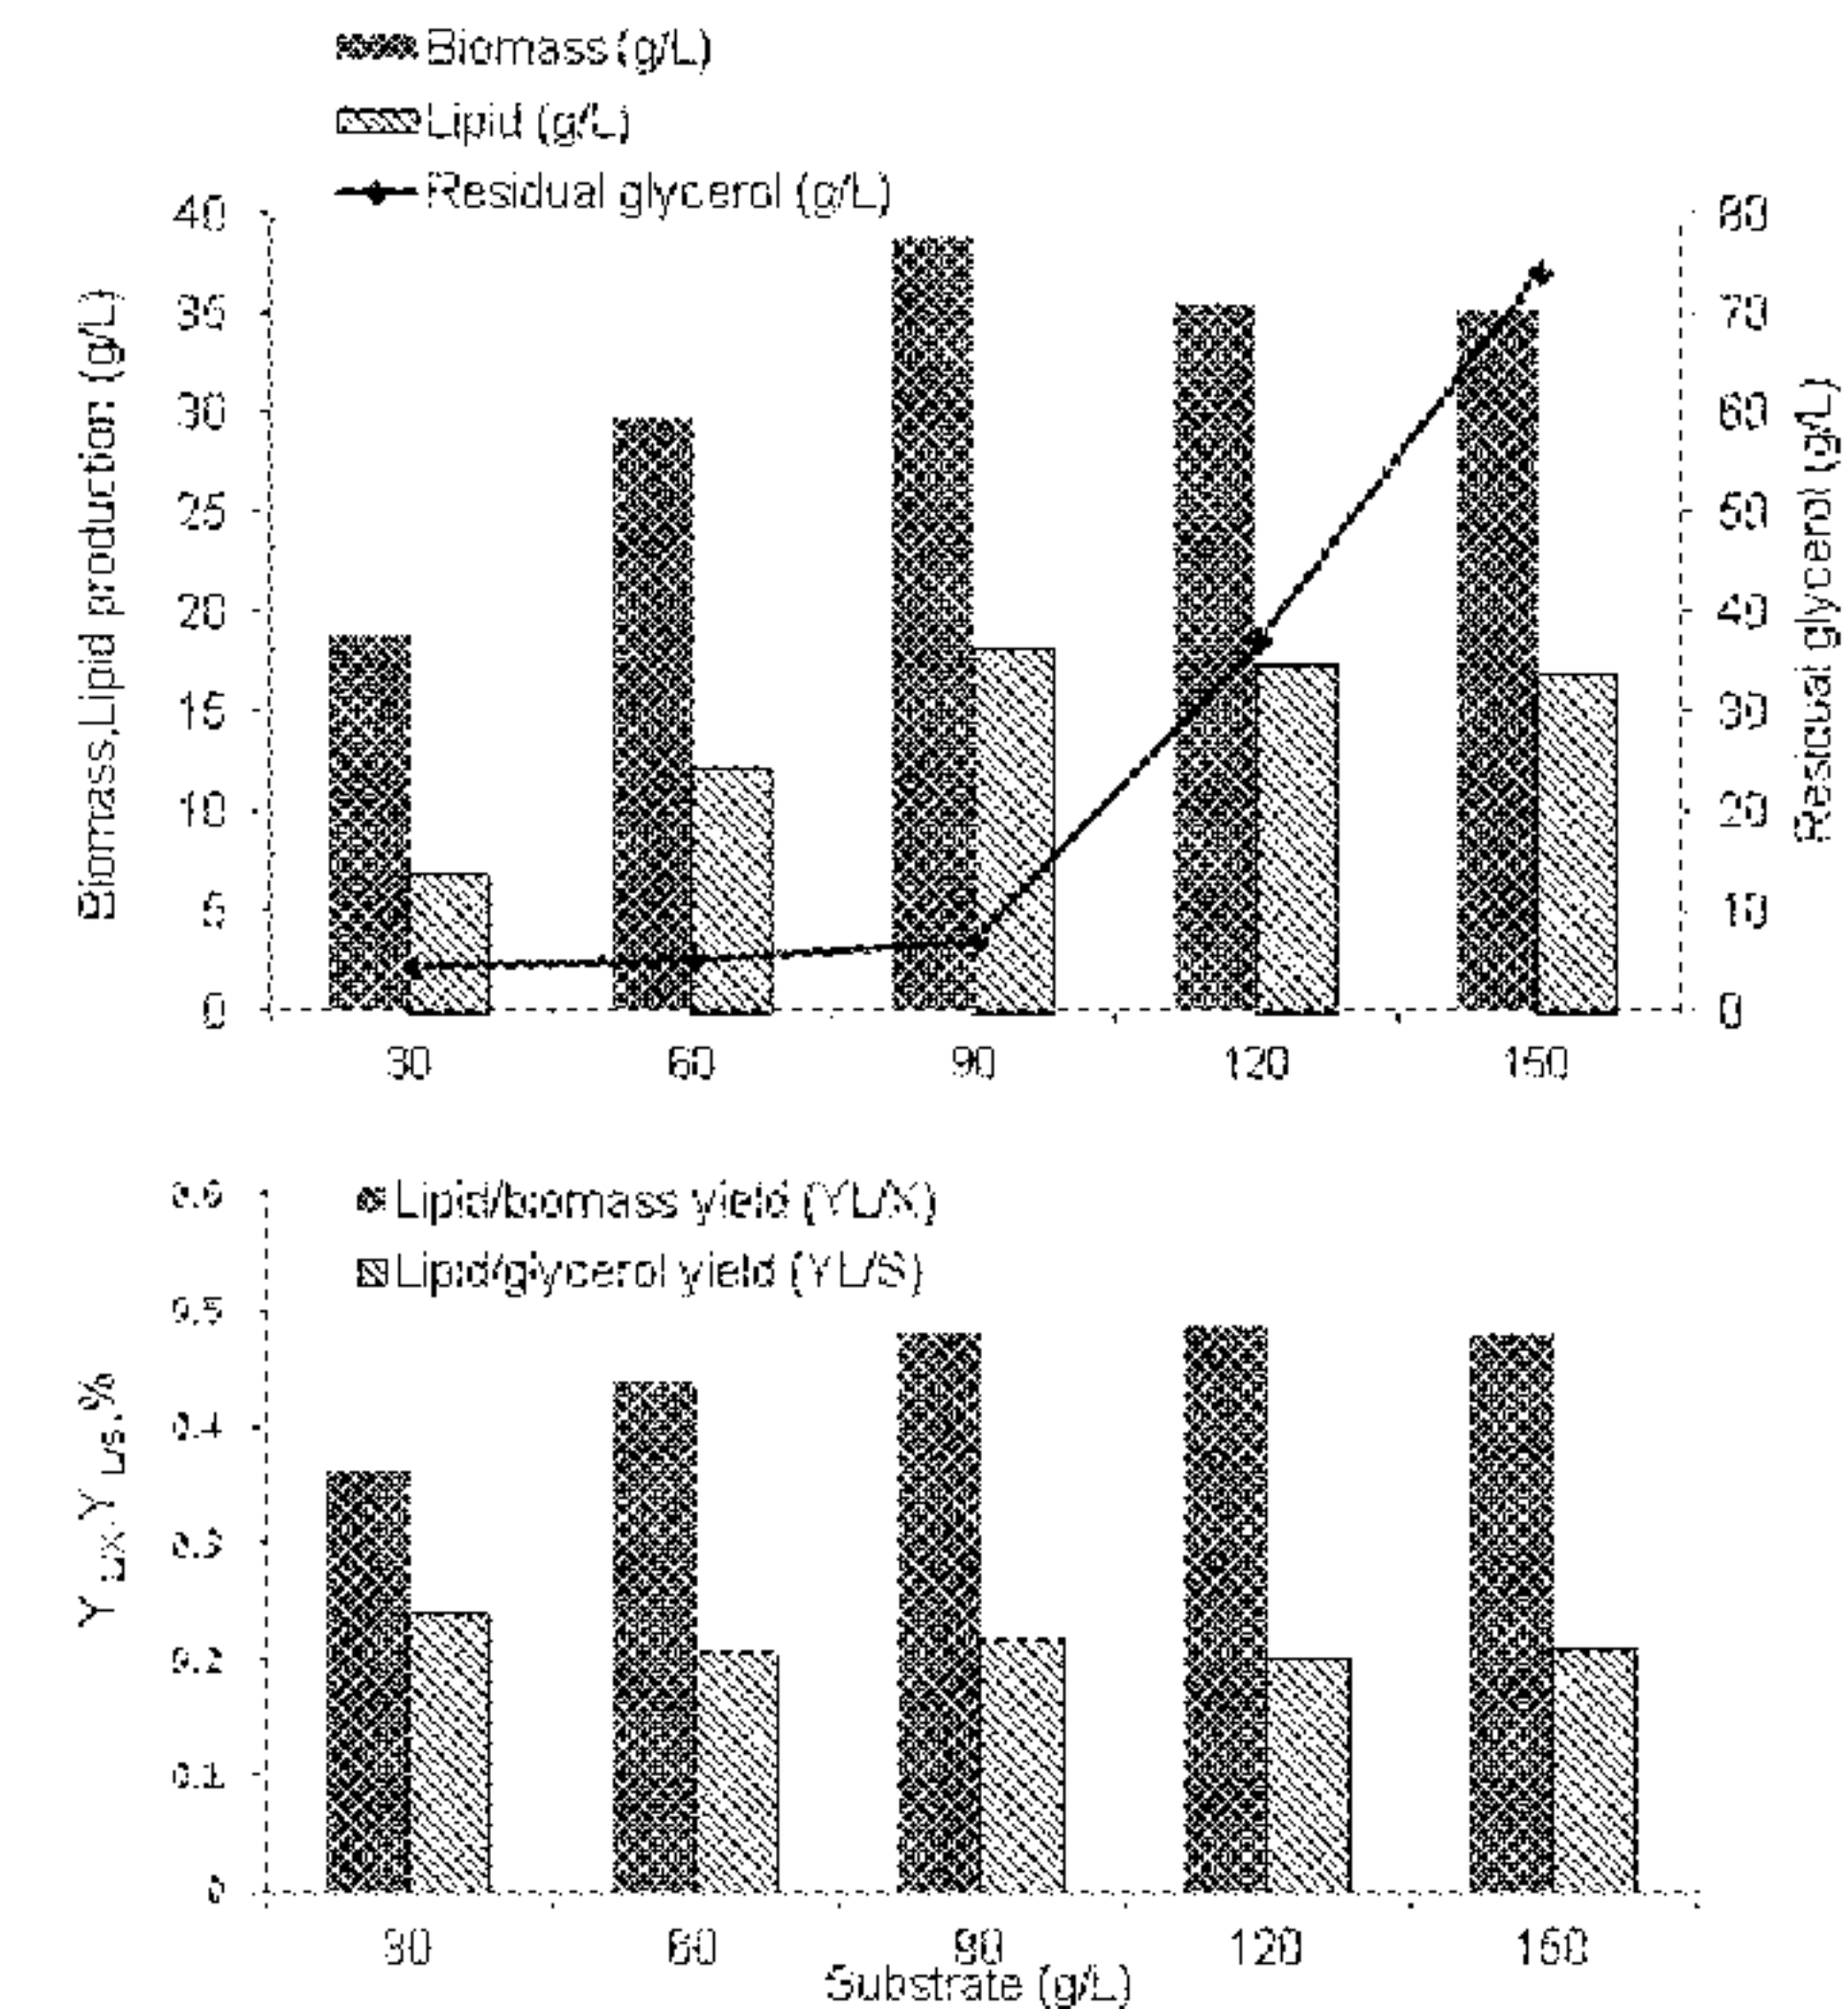 Biomass (g/L)
Lipid (g/L)
Residual glycerol (g/L)
40
35
30
25
20
15
10
5
0
Biomass,Lipid production (g/L)
80
70
60
50
40
30
20
10
0
Residual glycerol (g/L)
30 60 90 120 150
Lipid/biomass yield (YL/X)
Lipid/glycerol yield (YL/S)
0.6
0.5
0.4
0.3
0.2
0.1
0
Y L/X, Y L/s, %
30 60 90 120 150
Substrate (g/L)